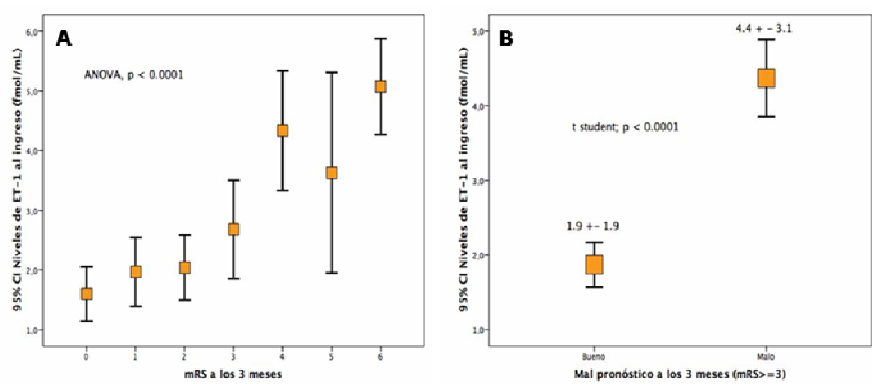 A
ANOVA, p < 0.0001
95% CI Niveles de ET-1 al ingreso (fmol/mL)
6,0
5,0
4,0
3,0
2,0
1,0
0 1 2 3 4 5 6
mRS a los 3 meses
B
4.4 + - 3.1
t student; p < 0.0001
1.9 +- 1.9
95% CI Niveles de ET-1 al ingreso (fmol/mL)
5,0
4,0
3,0
2,0
1,0
Bueno Malo
Mal pronóstico a los 3 meses (mRS>=3)